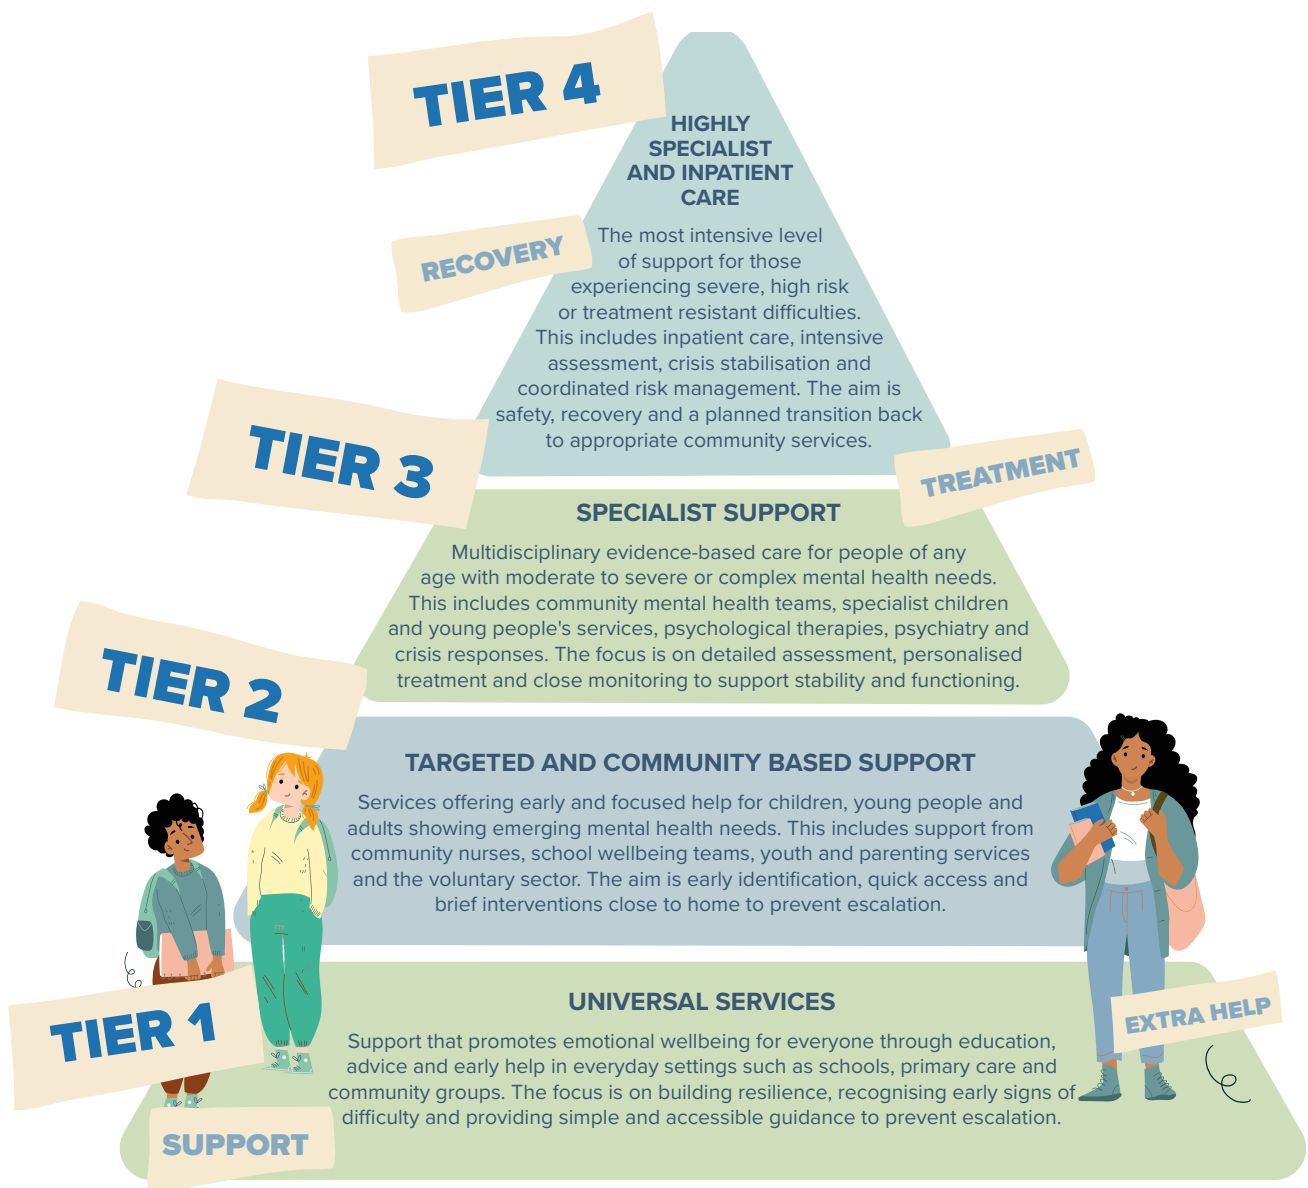 TIER 4
HIGHLY
SPECIALIST
AND INPATIENT
CARE
RECOVERY
The most intensive level
of support for those
experiencing severe, high risk
or treatment resistant difficulties.
This includes inpatient care, intensive
assessment, crisis stabilisation and
coordinated risk management. The aim is
safety, recovery and a planned transition back
to appropriate community services.
TIER 3
TREATMENT
SPECIALIST SUPPORT
Multidisciplinary evidence-based care for people of any
age with moderate to severe or complex mental health needs.
This includes community mental health teams, specialist children
and young people's services, psychological therapies, psychiatry and
crisis responses. The focus is on detailed assessment, personalised
treatment and close monitoring to support stability and functioning.
TIER 2
TARGETED AND COMMUNITY BASED SUPPORT
Services offering early and focused help for children, young people and
adults showing emerging mental health needs. This includes support from
community nurses, school wellbeing teams, youth and parenting services
and the voluntary sector. The aim is early identification, quick access and
brief interventions close to home to prevent escalation.
TIER 1
UNIVERSAL SERVICES
EXTRA HELP
Support that promotes emotional wellbeing for everyone through education,
advice and early help in everyday settings such as schools, primary care and
community groups. The focus is on building resilience, recognising early signs of
difficulty and providing simple and accessible guidance to prevent escalation.
SUPPORT